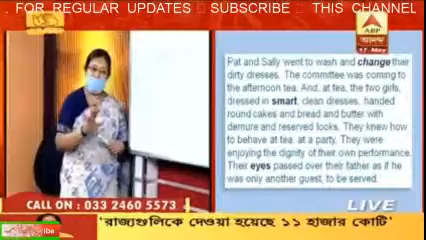 . FOR REGULAR UPDATES SUBSCRIBE THIS CHANNEL
abp
ABP
আনন্দ
17 May
Pat and Sally went to wash and change their
dirty dresses. The committee was coming to
the afternoon tea. And, at tea, the two girls,
dressed in smart, clean dresses, handed
round cakes and bread and butter with
demure and reserved looks. They knew how
to behave at tea, at a party. They were
enjoying the dignity of their own performance.
Their eyes passed over their father as if he
was only another guest, to be served.
CALL ON : 033 2460 5573
LIVE
'রাজ্যগুলিকে দেওয়া হয়েছে ১১ হাজার কোটি'